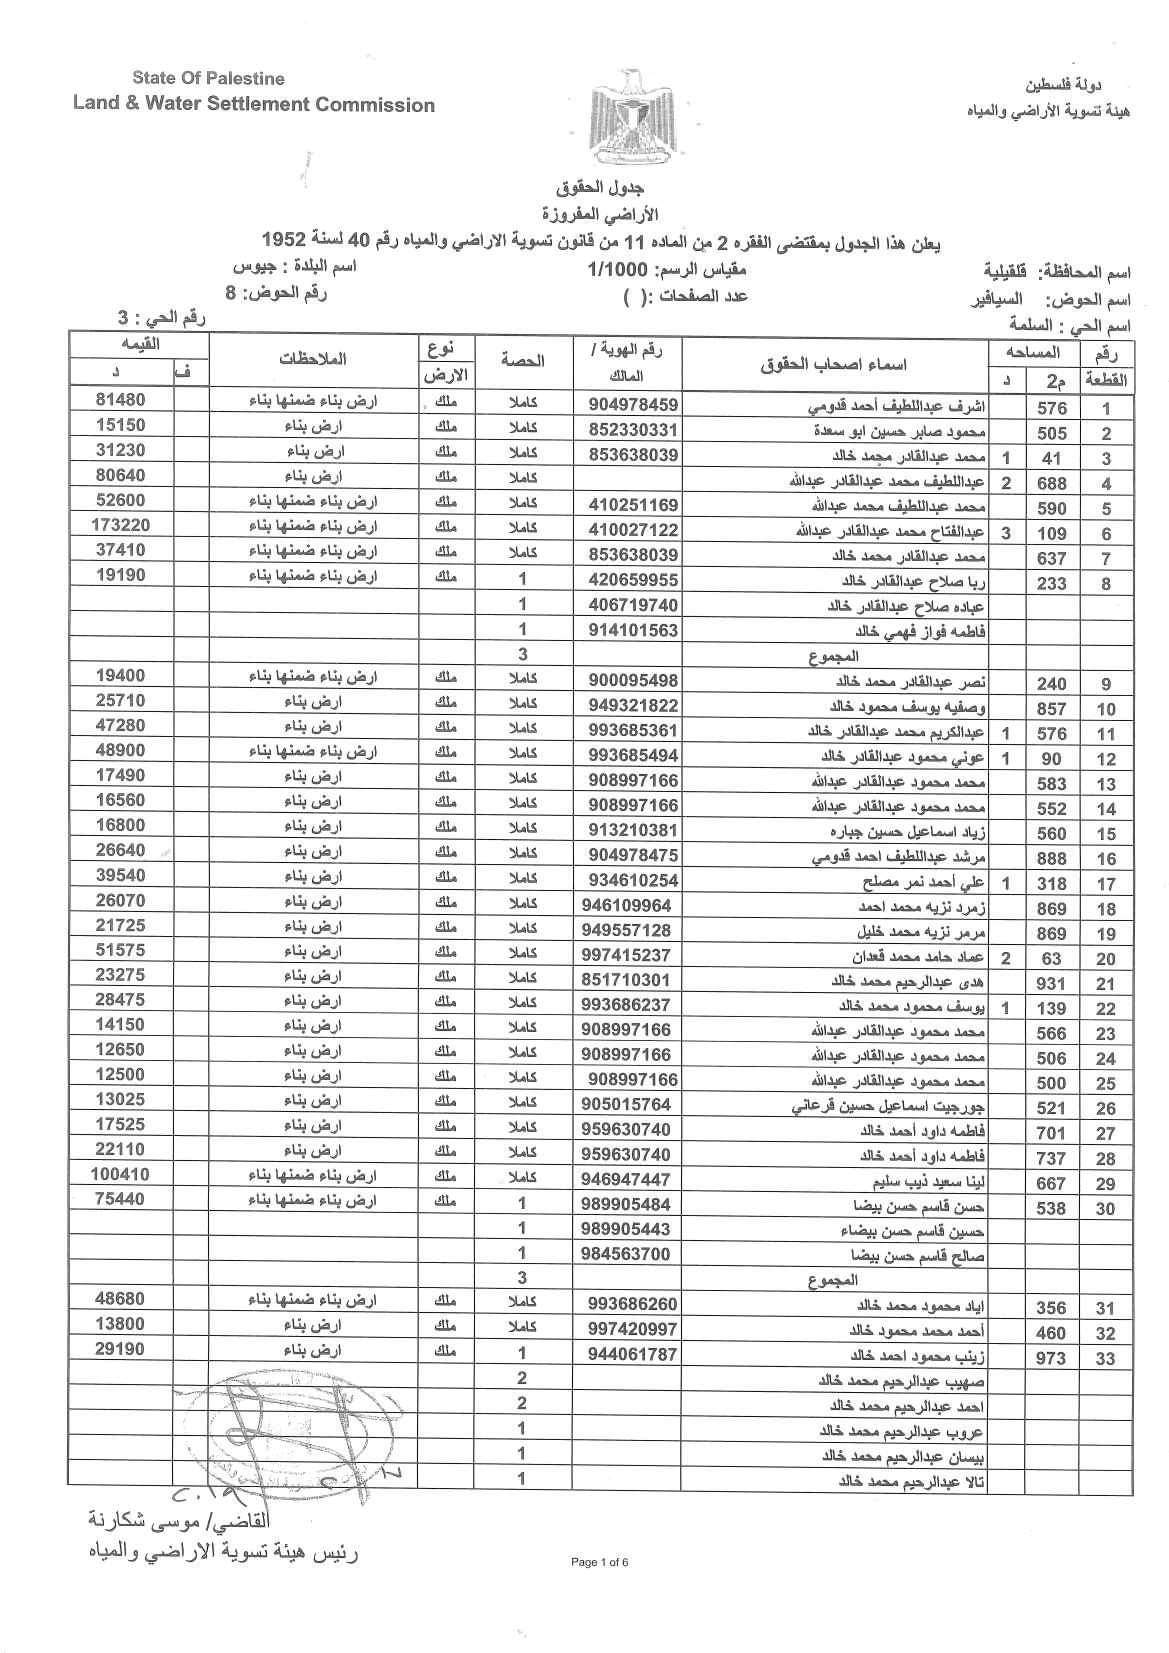 State Of Palestine
Land & Water Settlement Commission
دولة فلسطين
هيئة تسوية الأراضي والمياه
جدول الحقوق
الأراضي المفروزة
يعلن هذا الجدول بمقتضى الفقره 2 من الماده 11 من قانون تسوية الاراضي والمياه رقم 40 لسنة 1952
اسم المحافظة: قلقيلية مقياس الرسم: 1/1000 اسم البلدة : جيوس
اسم الحوض: السيافير عدد الصفحات :( ) رقم الحوض: 8
اسم الحي : السلمة رقم الحي : 3
رقم القطعة المساحه م2 د اسماء اصحاب الحقوق رقم الهوية / المالك الحصة نوع الارض الملاحظات القيمه ف د
1 576 اشرف عبداللطيف أحمد قدومي 904978459 كاملا ملك ارض بناء ضمنها بناء 81480
2 505 محمود صابر حسين ابو سعدة 852330331 كاملا ملك ارض بناء 15150
3 41 1 محمد عبدالقادر محمد خالد 853638039 كاملا ملك ارض بناء 31230
4 688 2 عبداللطيف محمد عبدالقادر عبدالله كاملا ملك ارض بناء 80640
5 590 محمد عبداللطيف محمد عبدالله 410251169 كاملا ملك ارض بناء ضمنها بناء 52600
6 109 3 عبدالفتاح محمد عبدالقادر عبدالله 410027122 كاملا ملك ارض بناء ضمنها بناء 173220
7 637 محمد عبدالقادر محمد خالد 853638039 كاملا ملك ارض بناء ضمنها بناء 37410
8 233 ربا صلاح عبدالقادر خالد 420659955 1 ملك ارض بناء ضمنها بناء 19190
عباده صلاح عبدالقادر خالد 406719740 1
فاطمه فواز فهمي خالد 914101563 1
المجموع 3
9 240 نصر عبدالقادر محمد خالد 900095498 كاملا ملك ارض بناء ضمنها بناء 19400
10 857 وصفيه يوسف محمود خالد 949321822 كاملا ملك ارض بناء 25710
11 576 1 عبدالكريم محمد عبدالقادر خالد 993685361 كاملا ملك ارض بناء 47280
12 90 1 عوني محمود عبدالقادر خالد 993685494 كاملا ملك ارض بناء ضمنها بناء 48900
13 583 محمد محمود عبدالقادر عبدالله 908997166 كاملا ملك ارض بناء 17490
14 552 محمد محمود عبدالقادر عبدالله 908997166 كاملا ملك ارض بناء 16560
15 560 زياد اسماعيل حسين جباره 913210381 كاملا ملك ارض بناء 16800
16 888 مرشد عبداللطيف احمد قدومي 904978475 كاملا ملك ارض بناء 26640
17 318 1 علي أحمد نمر مصلح 934610254 كاملا ملك ارض بناء 39540
18 869 زمرد نزيه محمد احمد 946109964 كاملا ملك ارض بناء 26070
19 869 مرمر نزيه محمد خليل 949557128 كاملا ملك ارض بناء 21725
20 63 2 عماد حامد محمد قعدان 997415237 كاملا ملك ارض بناء 51575
21 931 هدى عبدالرحيم محمد خالد 851710301 كاملا ملك ارض بناء 23275
22 139 1 يوسف محمود محمد خالد 993686237 كاملا ملك ارض بناء 28475
23 566 محمد محمود عبدالقادر عبدالله 908997166 كاملا ملك ارض بناء 14150
24 506 محمد محمود عبدالقادر عبدالله 908997166 كاملا ملك ارض بناء 12650
25 500 محمد محمود عبدالقادر عبدالله 908997166 كاملا ملك ارض بناء 12500
26 521 جورجيت اسماعيل حسين قرعاني 905015764 كاملا ملك ارض بناء 13025
27 701 فاطمه داود أحمد خالد 959630740 كاملا ملك ارض بناء 17525
28 737 فاطمه داود أحمد خالد 959630740 كاملا ملك ارض بناء 22110
29 667 لينا سعيد ذيب سليم 946947447 كاملا ملك ارض بناء ضمنها بناء 100410
30 538 حسن قاسم حسن بيضا 989905484 1 ملك ارض بناء ضمنها بناء 75440
حسين قاسم حسن بيضاء 989905443 1
صالح قاسم حسن بيضا 984563700 1
المجموع 3
31 356 اياد محمود محمد خالد 993686260 كاملا ملك ارض بناء ضمنها بناء 48680
32 460 أحمد محمد محمود خالد 997420997 كاملا ملك ارض بناء 13800
33 973 زينب محمود احمد خالد 944061787 1 ملك ارض بناء 29190
صهيب عبدالرحيم محمد خالد 2
احمد عبدالرحيم محمد خالد 2
عروب عبدالرحيم محمد خالد 1
بيسان عبدالرحيم محمد خالد 1
تالا عبدالرحيم محمد خالد 1
القاضي/ موسى شكارنة
رئيس هيئة تسوية الاراضي والمياه
Page 1 of 6